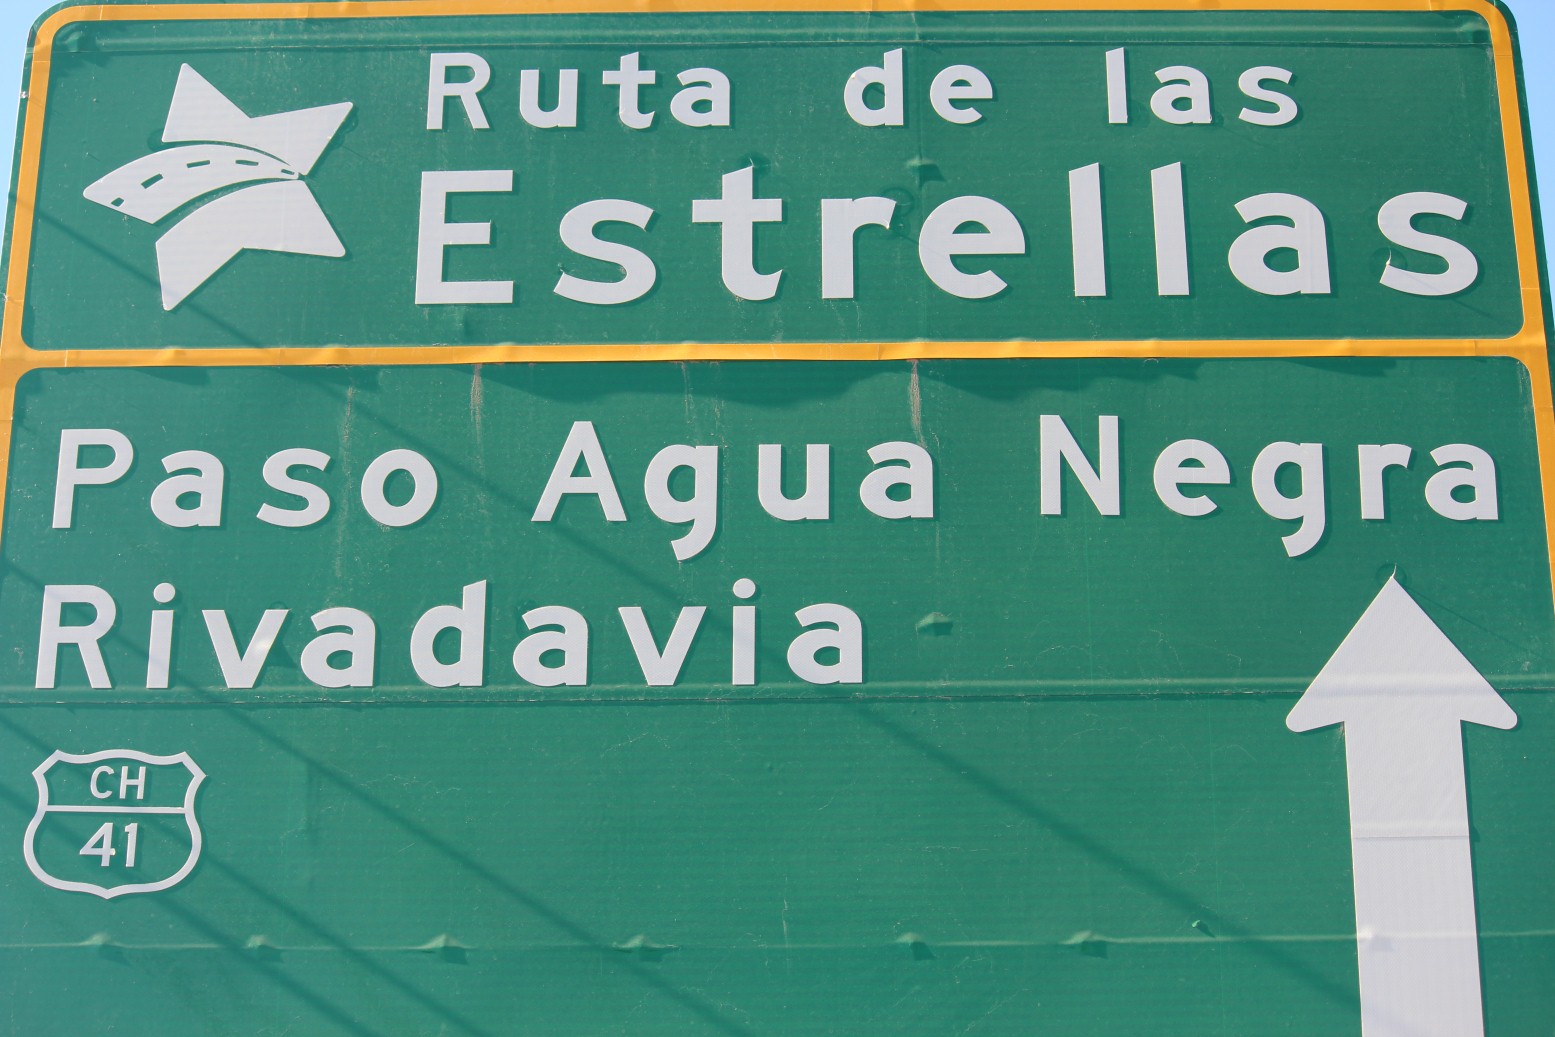 Ruta de las
Estrellas
Paso Agua Negra
Rivadavia
CH
41